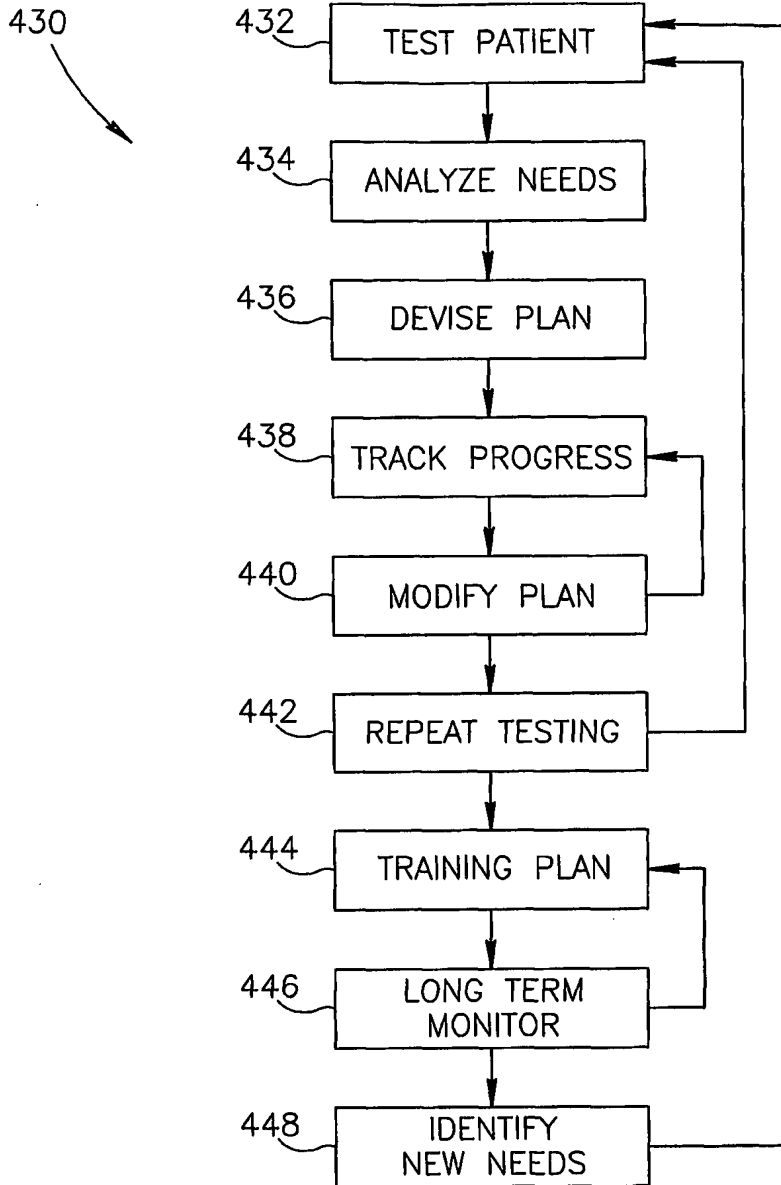 430
432
TEST PATIENT
434
ANALYZE NEEDS
436
DEVISE PLAN
438
TRACK PROGRESS
440
MODIFY PLAN
442
REPEAT TESTING
444
TRAINING PLAN
446
LONG TERM
MONITOR
448
IDENTIFY
NEW NEEDS